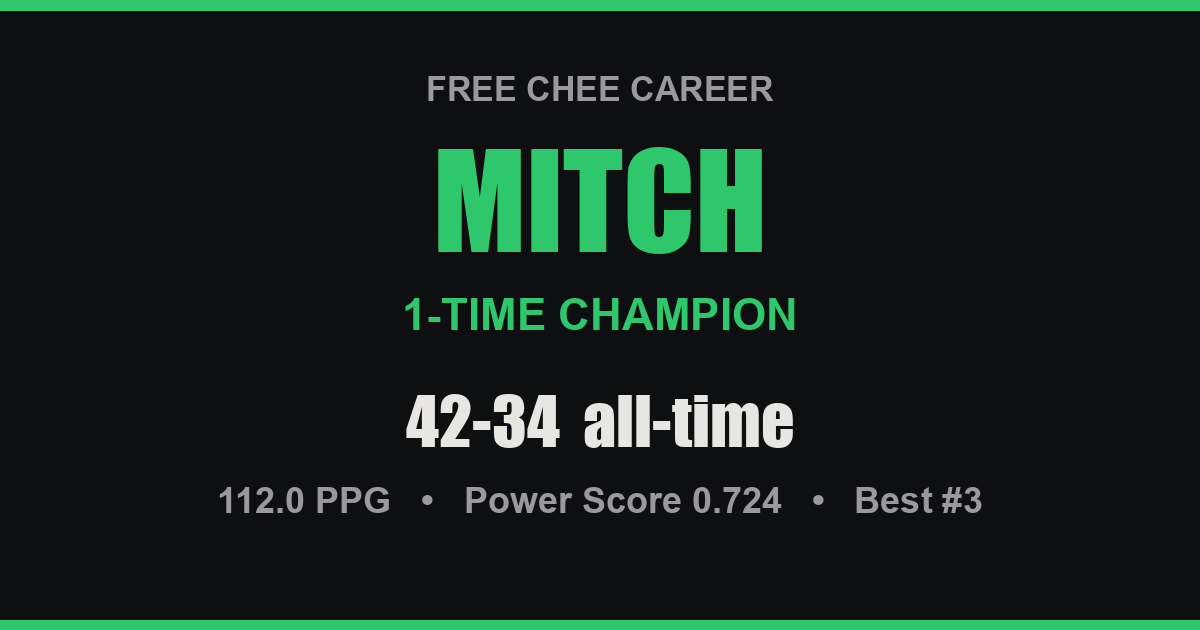 FREE CHEE CAREER
MITCH
1-TIME CHAMPION
42-34 all-time
112.0 PPG • Power Score 0.724 • Best #3